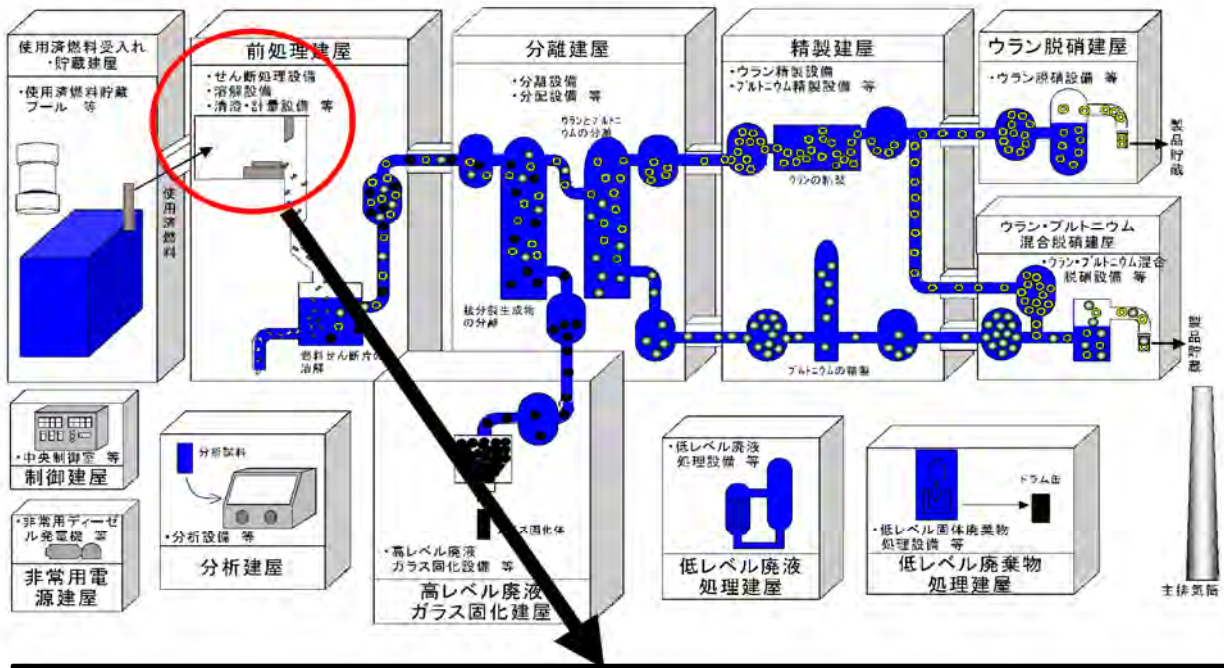 使用済燃料受入れ
・貯蔵建屋
・使用済燃料貯蔵
プール 等
使用済燃料
前処理建屋
・せん断処理設備
・溶解設備
・清澄・計量設備 等
燃料せん断片の
溶解
分離建屋
・分離設備
・分配設備 等
ウランとプルトニ
ウムの分離
核分裂生成物
の分離
精製建屋
・ウラン精製設備
・プルトニウム精製設備 等
ウランの精製
プルトニウムの精製
ウラン脱硝建屋
・ウラン脱硝設備 等
製品貯蔵
ウラン・プルトニウム
混合脱硝建屋
・ウラン・プルトニウム混合
脱硝設備 等
製品貯蔵
・中央制御室 等
制御建屋
・非常用ディーゼ
ル発電機 等
非常用電
源建屋
分析試料
・分析設備 等
分析建屋
ガラス固化体
・高レベル廃液
ガラス固化設備 等
高レベル廃液
ガラス固化建屋
・低レベル廃液
処理設備 等
低レベル廃液
処理建屋
ドラム缶
・低レベル固体廃棄物
処理設備 等
低レベル廃棄物
処理建屋
主排気筒